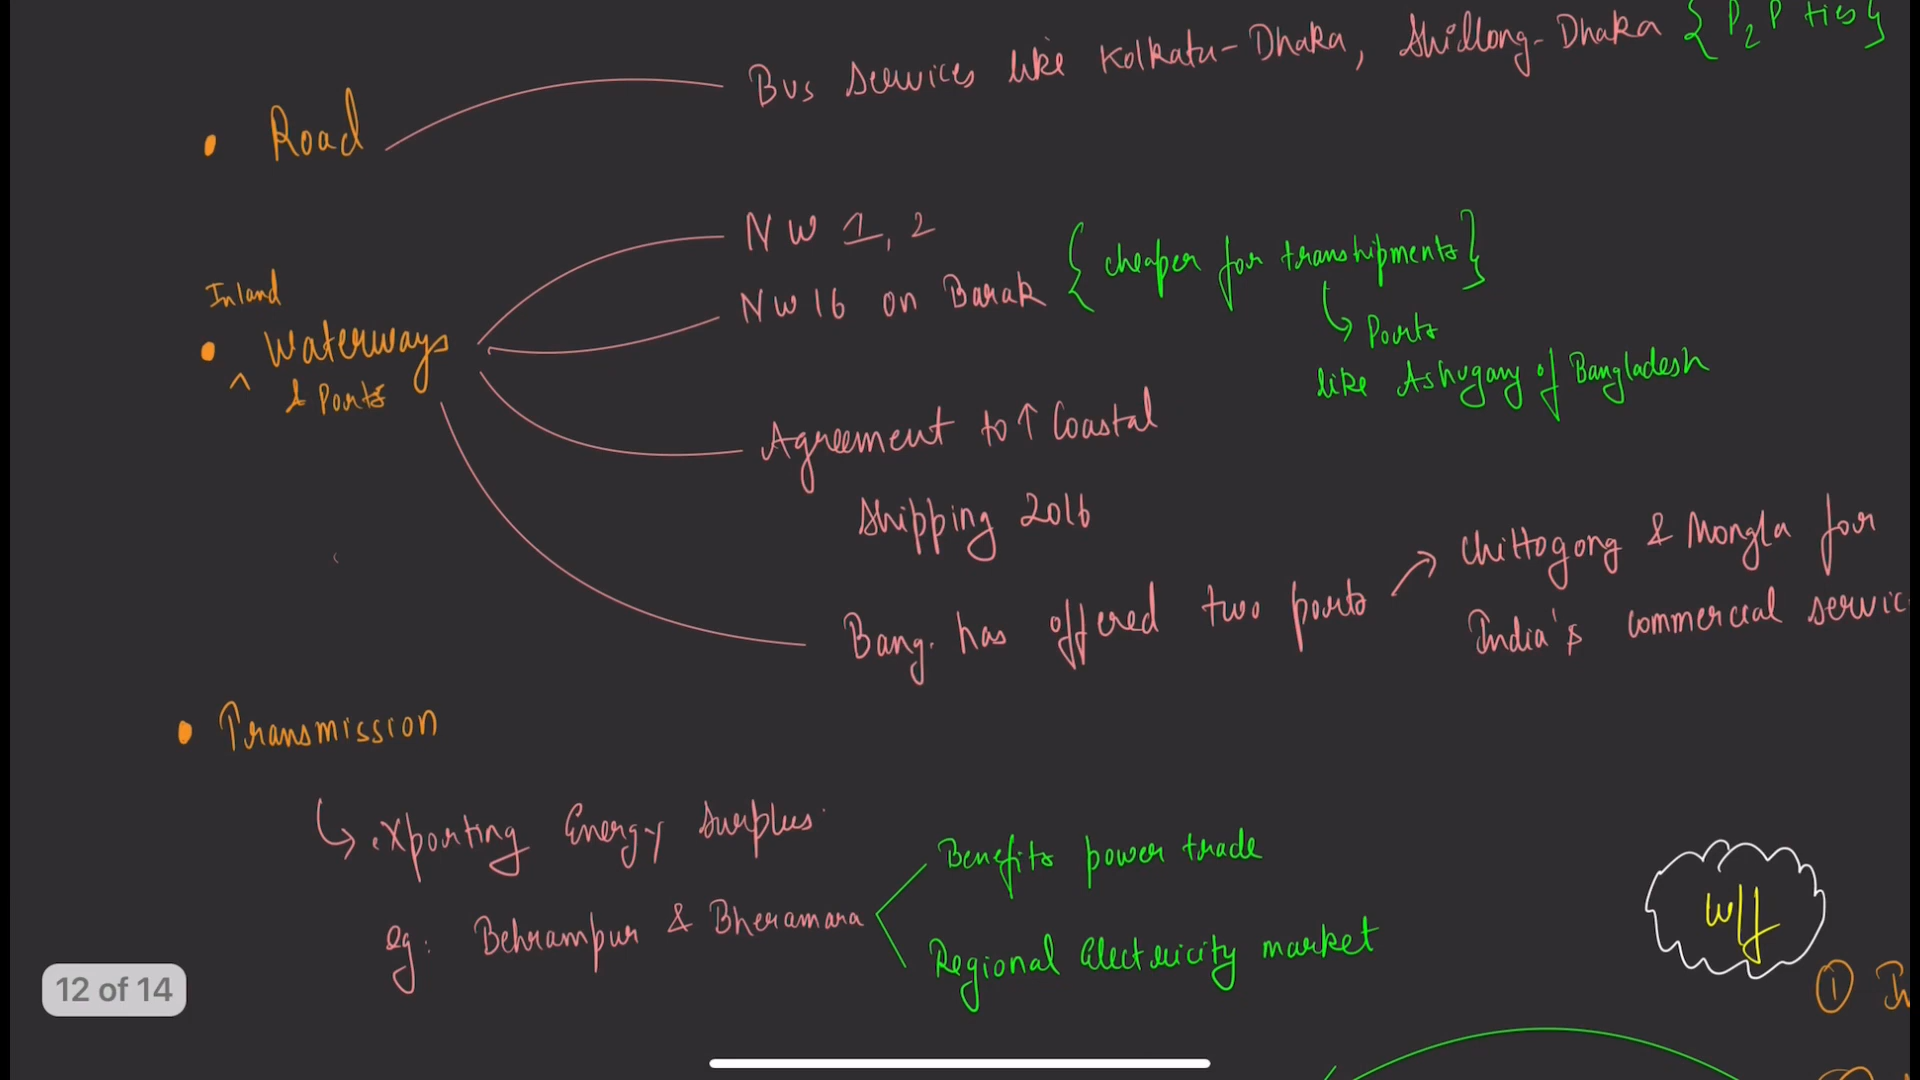 Bus services like Kolkata-Dhaka, Shillong-Dhaka {P2P ties}
• Road
NW 1, 2
NW 16 on Barak {cheaper for transhipments}
↳ Ports
like Ashuganj of Bangladesh
Inland
• Waterways
^ & Ports
Agreement to ↑ Coastal
Shipping 2016
Bang. has offered two ports → Chittogong & Mongla for
India's commercial servic
• Transmission
↳ exporting Energy surplus
eg: Behrampur & Bheramara
Benefits power trade
Regional Electricity market
12 of 14
①